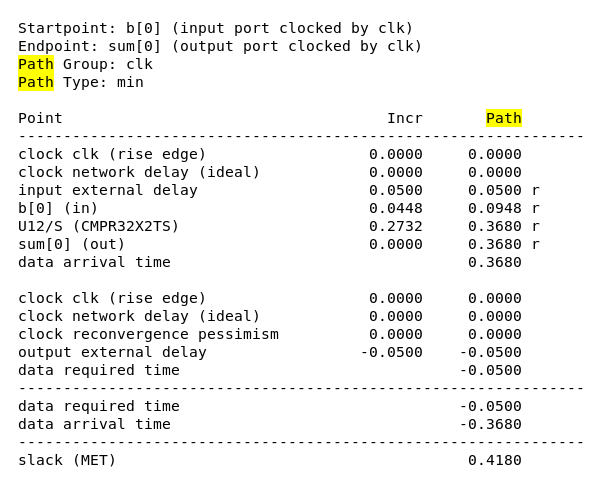 Startpoint: b[0] (input port clocked by clk)
Endpoint: sum[0] (output port clocked by clk)
Path Group: clk
Path Type: min
Point Incr Path
---------------------------------------------------------------
clock clk (rise edge) 0.0000 0.0000
clock network delay (ideal) 0.0000 0.0000
input external delay 0.0500 0.0500 r
b[0] (in) 0.0448 0.0948 r
U12/S (CMPR32X2TS) 0.2732 0.3680 r
sum[0] (out) 0.0000 0.3680 r
data arrival time 0.3680
clock clk (rise edge) 0.0000 0.0000
clock network delay (ideal) 0.0000 0.0000
clock reconvergence pessimism 0.0000 0.0000
output external delay -0.0500 -0.0500
data required time -0.0500
---------------------------------------------------------------
data required time -0.0500
data arrival time -0.3680
---------------------------------------------------------------
slack (MET) 0.4180